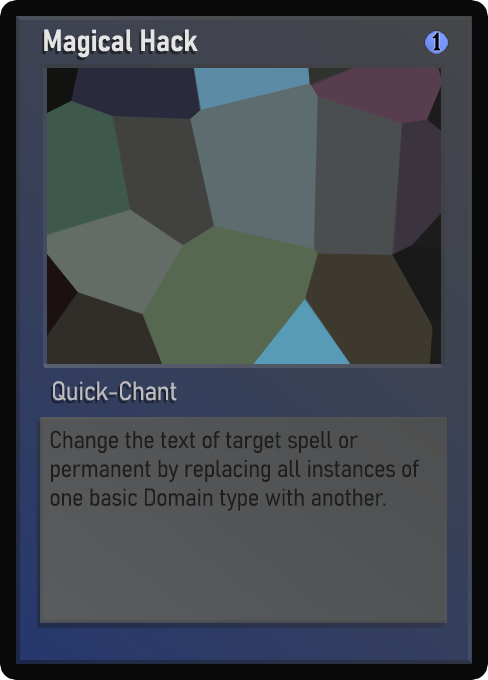 Magical Hack
1
Quick-Chant
Change the text of target spell or
permanent by replacing all instances of
one basic Domain type with another.